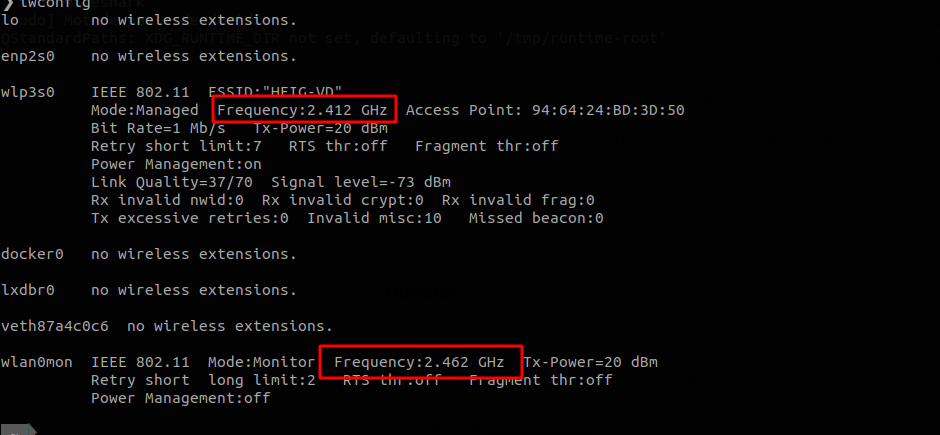 ❯ iwconfig
lo        no wireless extensions.
QStandardPaths: XDG_RUNTIME_DIR not set, defaulting to '/tmp/runtime-root'
enp2s0    no wireless extensions.
wlp3s0    IEEE 802.11  ESSID:"HEIG-VD"
Mode:Managed  Frequency:2.412 GHz  Access Point: 94:64:24:BD:3D:50
Bit Rate=1 Mb/s   Tx-Power=20 dBm
Retry short limit:7   RTS thr:off   Fragment thr:off
Power Management:on
Link Quality=37/70  Signal level=-73 dBm
Rx invalid nwid:0  Rx invalid crypt:0  Rx invalid frag:0
Tx excessive retries:0  Invalid misc:10   Missed beacon:0
docker0   no wireless extensions.
lxdbr0    no wireless extensions.
veth87a4c0c6  no wireless extensions.
wlan0mon  IEEE 802.11  Mode:Monitor  Frequency:2.462 GHz  Tx-Power=20 dBm
Retry short  long limit:2   RTS thr:off   Fragment thr:off
Power Management:off